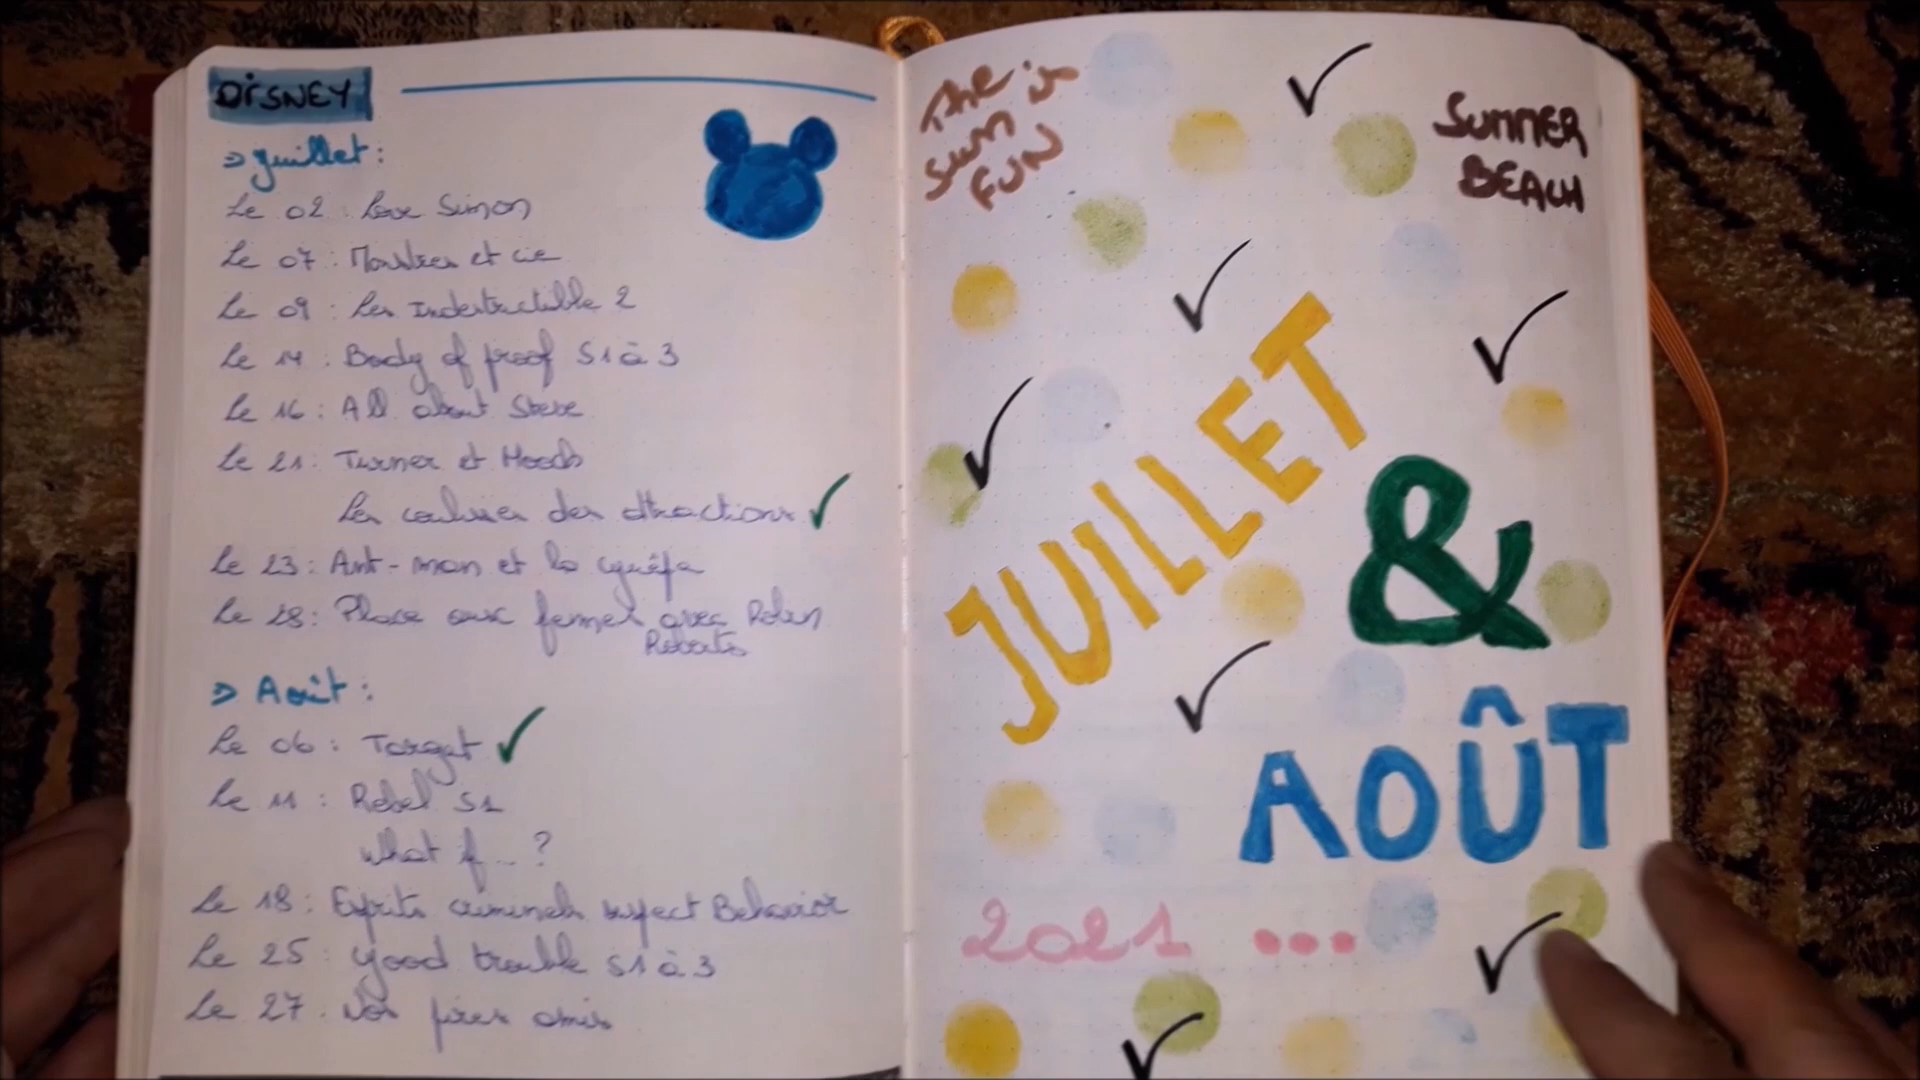 DISNEY
⇒ Juillet :
Le 02 : Love Simon
Le 07 : Monstres et cie
Le 09 : Les Indestructible 2
Le 14 : Body of proof S1 à 3
Le 16 : All about Steve
Le 21 : Turner et Hooch
Les coulisses des attractions ✓
Le 23 : Ant-man et la guêpe
Le 28 : Place aux femmes avec Robin
Roberts
⇒ Août :
Le 06 : Target ✓
Le 11 : Rebel S1
What if...?
Le 18 : Esprits criminels suspect Behavior
Le 25 : Good trouble S1 à 3
Le 27 : Nos pires amis
The
sun is
FUN
SUMMER
BEACH
JUILLET
&
AOÛT
2021 ...